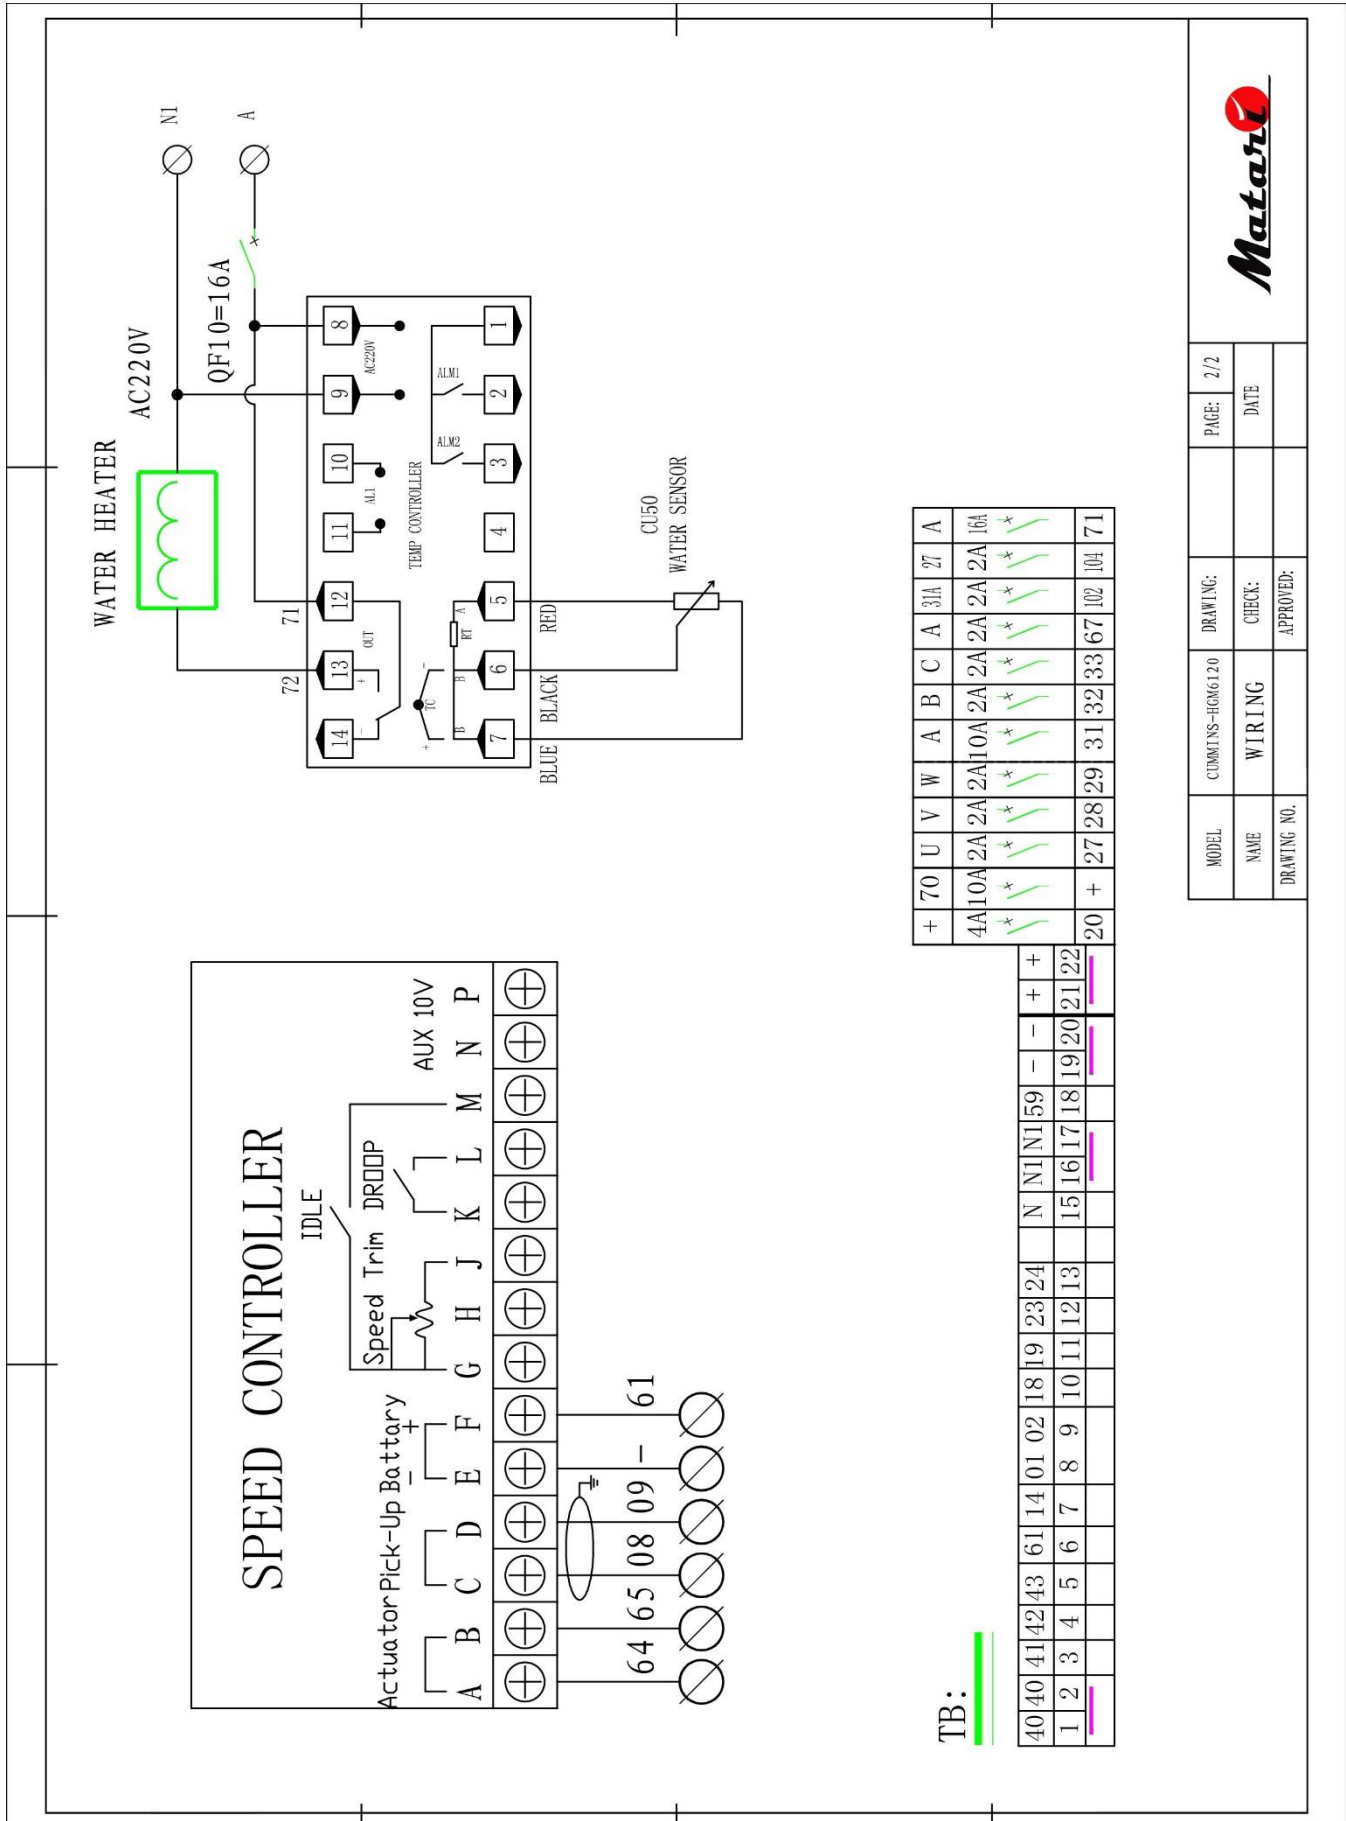 SPEED CONTROLLER
IDLE
Speed Trim DROOP
AUX 10V
Actuator Pick-Up Battary
- +
A B C D E F G H J K L M N P
64 65 08 09 - 61
WATER HEATER
AC220V
N1
QF10=16A
A
72 71
14 13 12 11 10 9 8
- + OUT AL1 AC220V
TEMP CONTROLLER
+ TC -
ALM2 ALM1
B B RT A
7 6 5 4 3 2 1
BLUE BLACK RED
CU50
WATER SENSOR
TB:
+ 70 U V W A B C A 31A 27 A
4A 10A 2A 2A 2A 10A 2A 2A 2A 2A 2A 16A
20 + 27 28 29 31 32 33 67 102 104 71
40 40 41 42 43 61 14 01 02 18 19 23 24 N N1 N1 59 - - + +
1 2 3 4 5 6 7 8 9 10 11 12 13 15 16 17 18 19 20 21 22
MODEL CUMMINS-HGM6120 DRAWING: PAGE: 2/2
NAME WIRING CHECK: DATE
DRAWING NO. APPROVED:
Matari